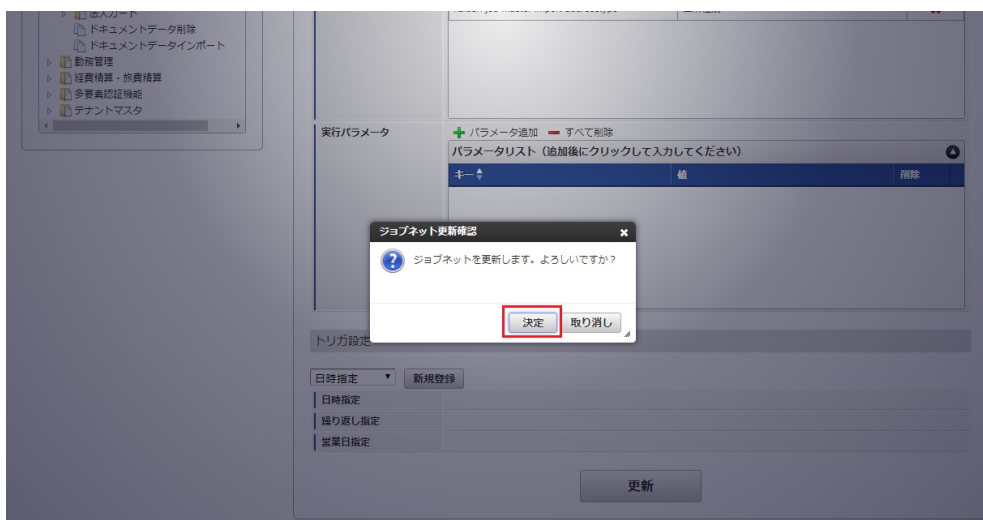 法人カード
ドキュメントデータ削除
ドキュメントデータインポート
勤務管理
経費精算・旅費精算
多要素認証機能
テナントマスタ
実行パラメータ
パラメータ追加 すべて削除
パラメータリスト（追加後にクリックして入力してください）
キー 値 削除
ジョブネット更新確認
ジョブネットを更新します。よろしいですか？
決定 取り消し
トリガ設定
日時指定 新規登録
日時指定
繰り返し指定
営業日指定
更新